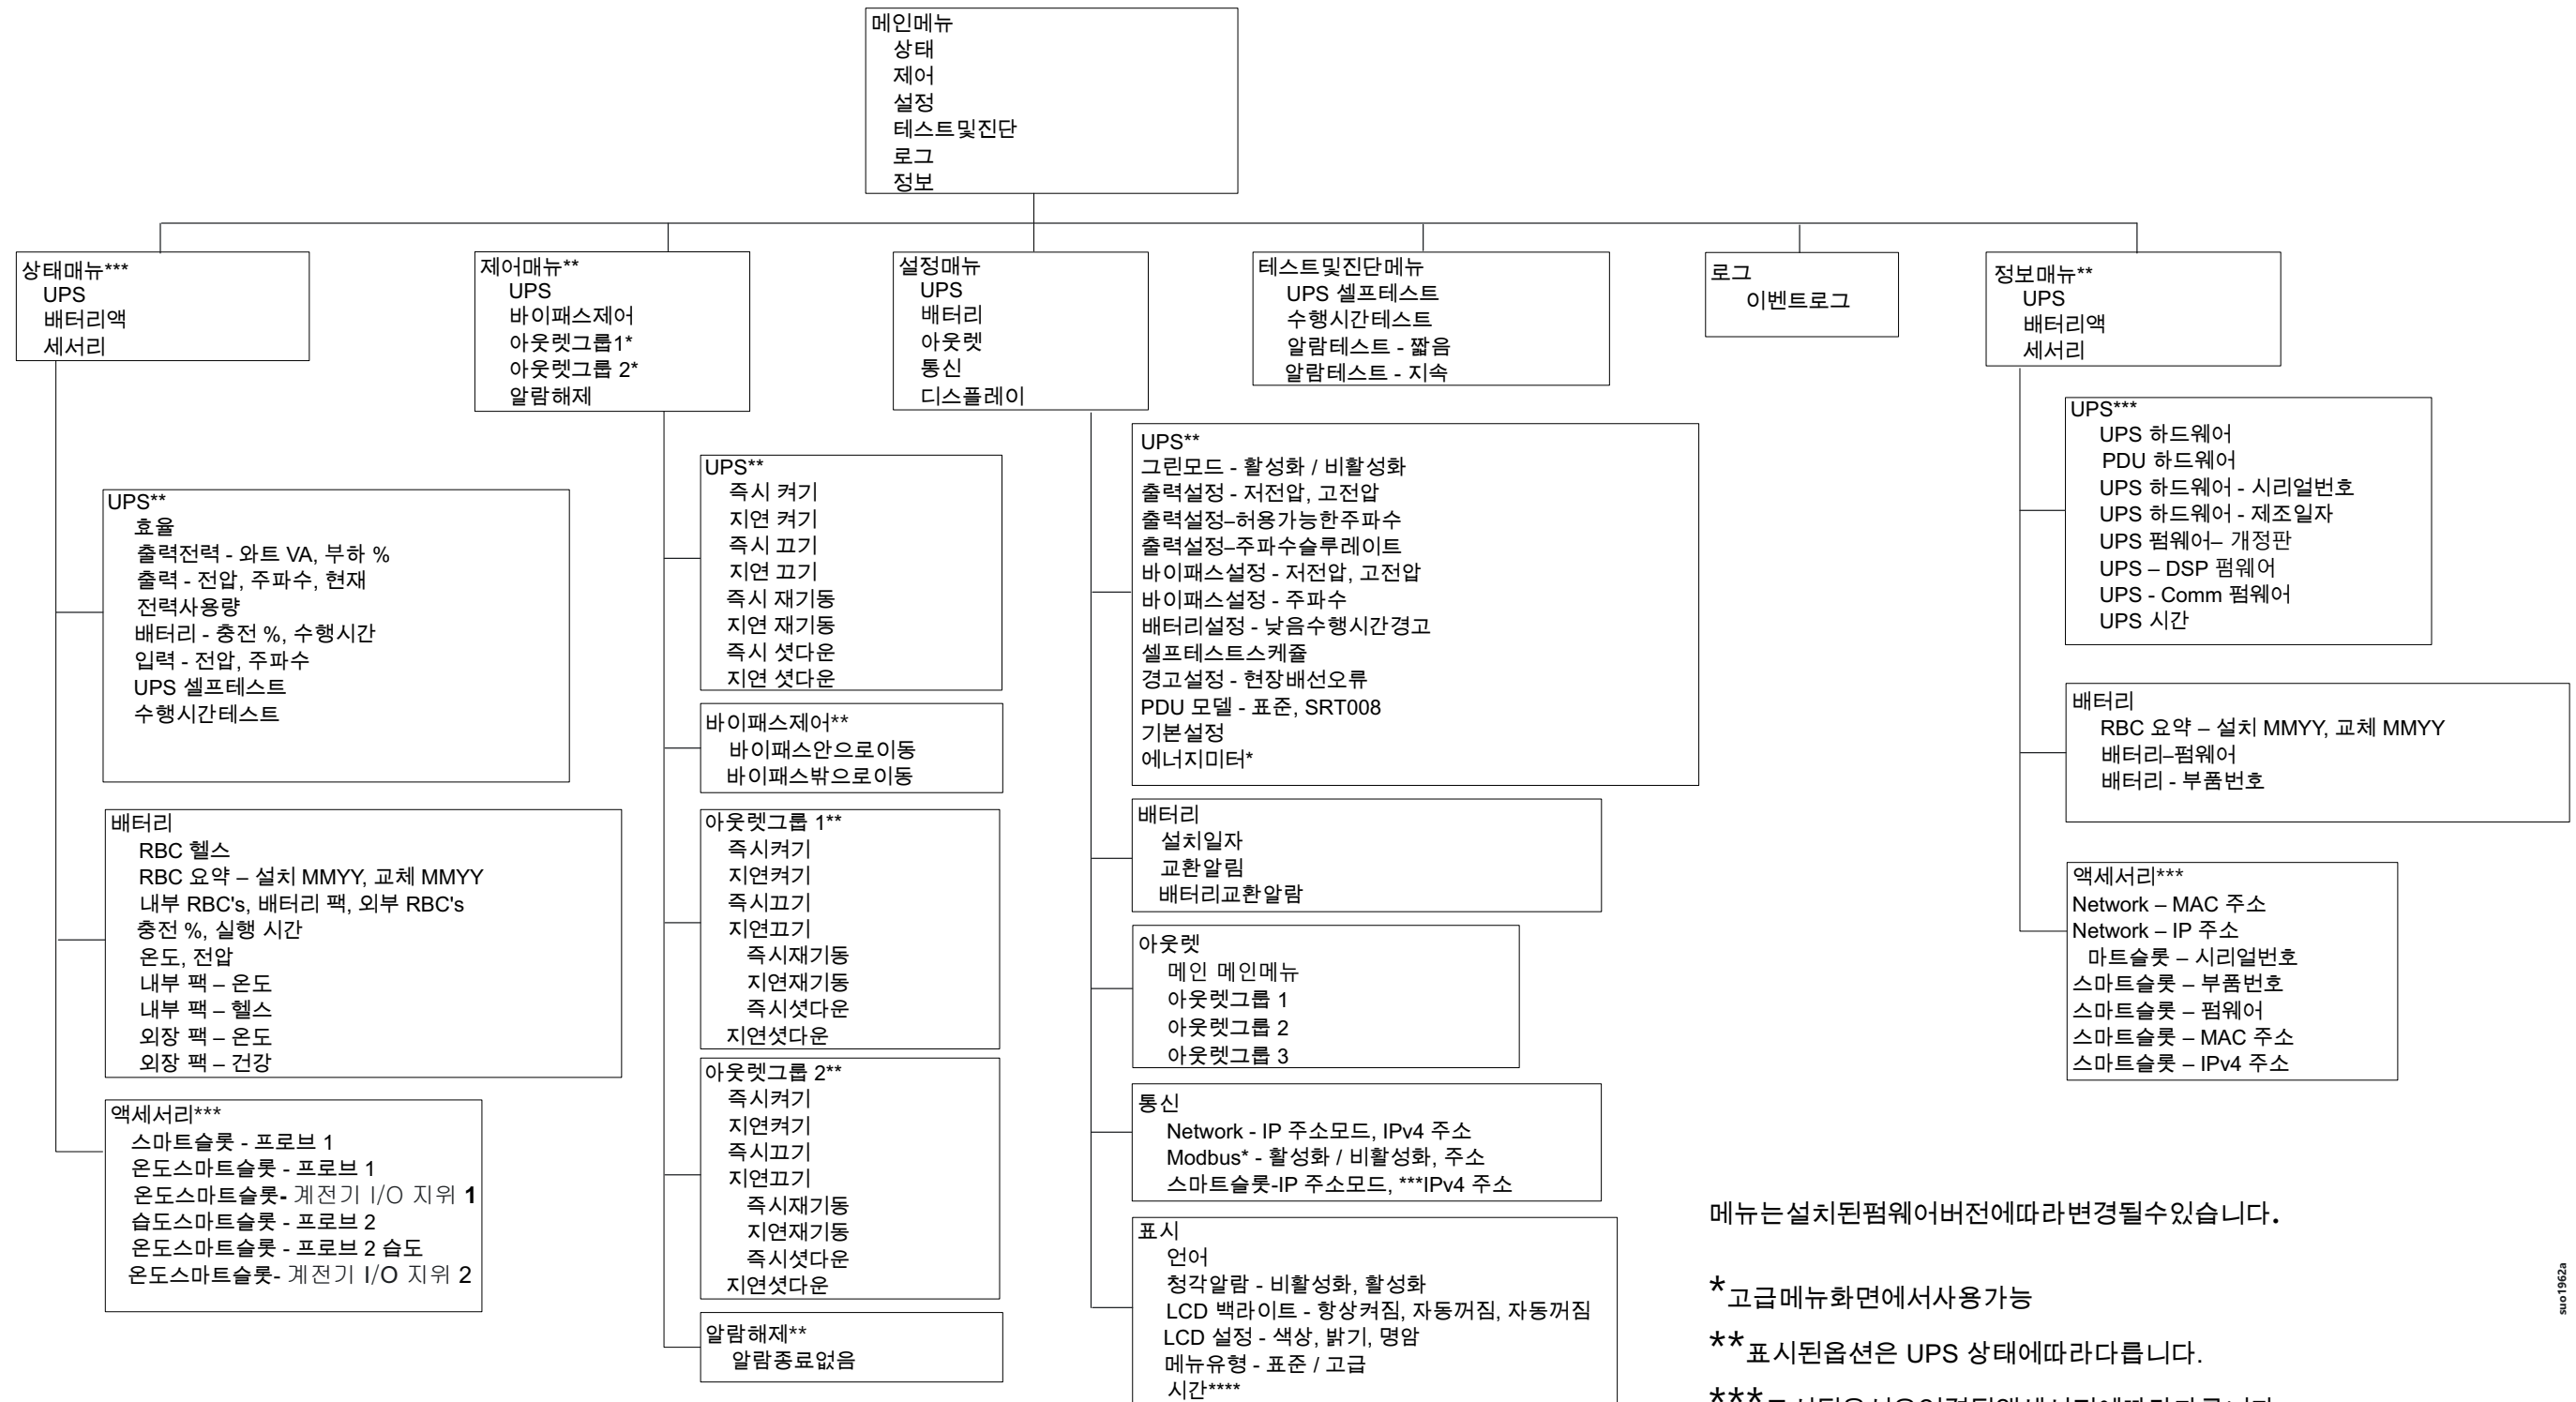 메인메뉴
상태
제어
설정
테스트및진단
로그
정보
상태매뉴***
UPS
배터리액
세서리
제어매뉴**
UPS
바이패스제어
아웃렛그룹1*
아웃렛그룹 2*
알람해제
설정매뉴
UPS
배터리
아웃렛
통신
디스플레이
테스트및진단메뉴
UPS 셀프테스트
수행시간테스트
알람테스트 - 짧음
알람테스트 - 지속
로그
이벤트로그
정보매뉴**
UPS
배터리액
세서리
UPS**
효율
출력전력 - 와트 VA, 부하 %
출력 - 전압, 주파수, 현재
전력사용량
배터리 - 충전 %, 수행시간
입력 - 전압, 주파수
UPS 셀프테스트
수행시간테스트
배터리
RBC 헬스
RBC 요약 – 설치 MMYY, 교체 MMYY
내부 RBC's, 배터리 팩, 외부 RBC's
충전 %, 실행 시간
온도, 전압
내부 팩 – 온도
내부 팩 – 헬스
외장 팩 – 온도
외장 팩 – 건강
액세서리***
스마트슬롯 - 프로브 1
온도스마트슬롯 - 프로브 1
온도스마트슬롯- 계전기 I/O 지위 1
습도스마트슬롯 - 프로브 2
온도스마트슬롯 - 프로브 2 습도
온도스마트슬롯- 계전기 I/O 지위 2
UPS**
즉시 켜기
지연 켜기
즉시 끄기
지연 끄기
즉시 재기동
지연 재기동
즉시 셧다운
지연 셧다운
바이패스제어**
바이패스안으로이동
바이패스밖으로이동
아웃렛그룹 1**
즉시켜기
지연켜기
즉시끄기
지연끄기
즉시재기동
지연재기동
즉시셧다운
지연셧다운
아웃렛그룹 2**
즉시켜기
지연켜기
즉시끄기
지연끄기
즉시재기동
지연재기동
즉시셧다운
지연셧다운
알람해제**
알람종료없음
UPS**
그린모드 - 활성화 / 비활성화
출력설정 - 저전압, 고전압
출력설정–허용가능한주파수
출력설정–주파수슬루레이트
바이패스설정 - 저전압, 고전압
바이패스설정 - 주파수
배터리설정 - 낮음수행시간경고
셀프테스트스케쥴
경고설정 - 현장배선오류
PDU 모델 - 표준, SRT008
기본설정
에너지미터*
배터리
설치일자
교환알림
배터리교환알람
아웃렛
메인 메인메뉴
아웃렛그룹 1
아웃렛그룹 2
아웃렛그룹 3
통신
Network - IP 주소모드, IPv4 주소
Modbus* - 활성화 / 비활성화, 주소
스마트슬롯-IP 주소모드, ***IPv4 주소
표시
언어
청각알람 - 비활성화, 활성화
LCD 백라이트 - 항상켜짐, 자동꺼짐, 자동꺼짐
LCD 설정 - 색상, 밝기, 명암
메뉴유형 - 표준 / 고급
시간****
UPS***
UPS 하드웨어
PDU 하드웨어
UPS 하드웨어 - 시리얼번호
UPS 하드웨어 - 제조일자
UPS 펌웨어– 개정판
UPS – DSP 펌웨어
UPS - Comm 펌웨어
UPS 시간
배터리
RBC 요약 – 설치 MMYY, 교체 MMYY
배터리–펌웨어
배터리 - 부품번호
액세서리***
Network – MAC 주소
Network – IP 주소
마트슬롯 – 시리얼번호
스마트슬롯 – 부품번호
스마트슬롯 – 펌웨어
스마트슬롯 – MAC 주소
스마트슬롯 – IPv4 주소
메뉴는설치된펌웨어버전에따라변경될수있습니다.
*고급메뉴화면에서사용가능
**표시된옵션은 UPS 상태에따라다릅니다.
suo1962a